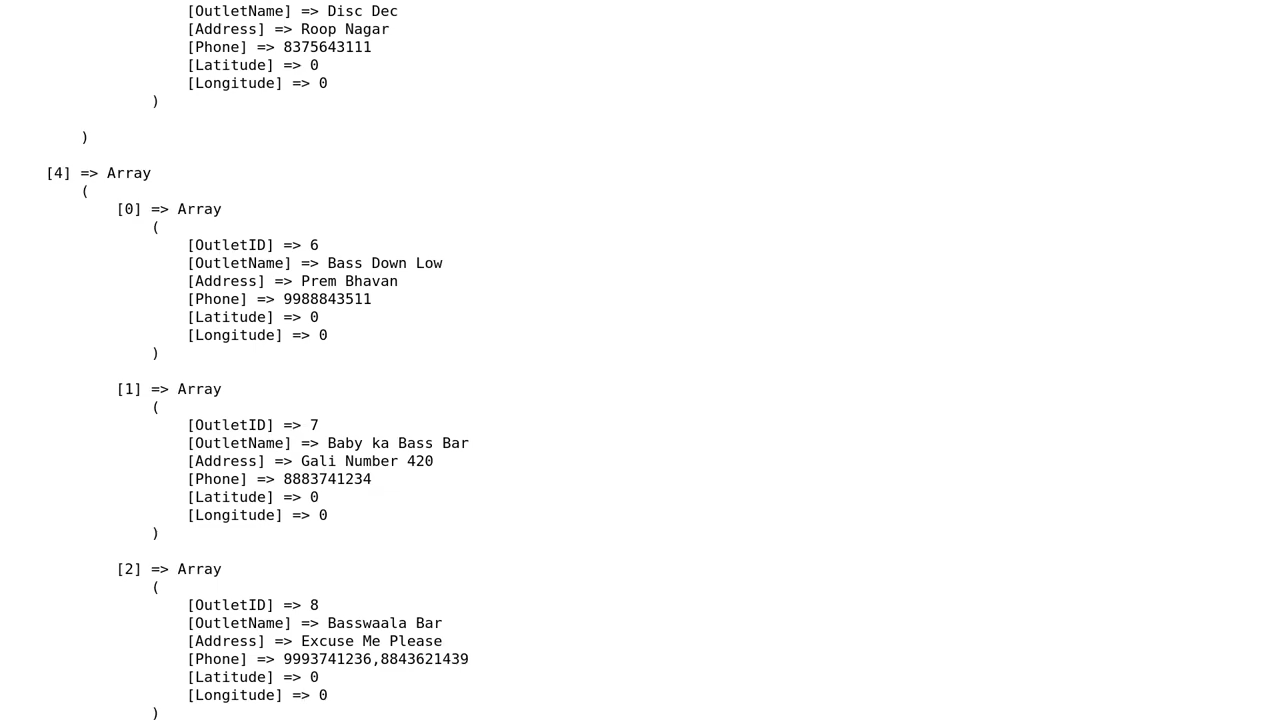 [OutletName] => Disc Dec
[Address] => Roop Nagar
[Phone] => 8375643111
[Latitude] => 0
[Longitude] => 0
)
)
[4] => Array
(
[0] => Array
(
[OutletID] => 6
[OutletName] => Bass Down Low
[Address] => Prem Bhavan
[Phone] => 9988843511
[Latitude] => 0
[Longitude] => 0
)
[1] => Array
(
[OutletID] => 7
[OutletName] => Baby ka Bass Bar
[Address] => Gali Number 420
[Phone] => 8883741234
[Latitude] => 0
[Longitude] => 0
)
[2] => Array
(
[OutletID] => 8
[OutletName] => Basswaala Bar
[Address] => Excuse Me Please
[Phone] => 9993741236,8843621439
[Latitude] => 0
[Longitude] => 0
)